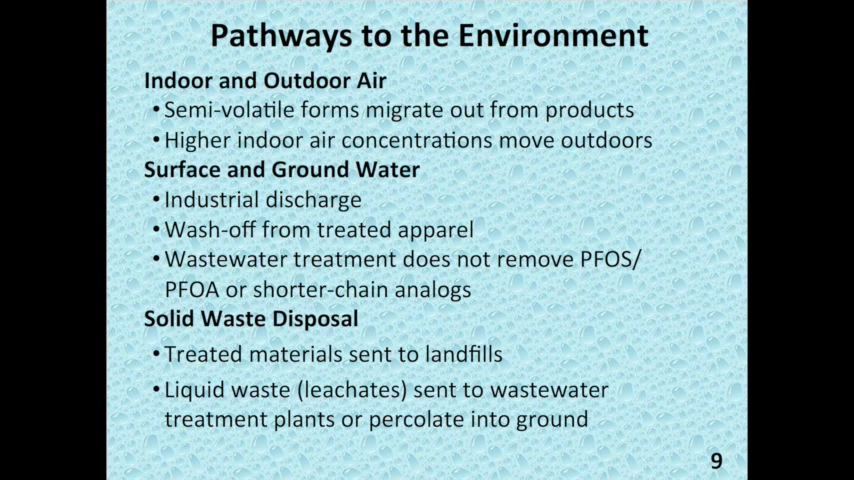 Pathways to the Environment
Indoor and Outdoor Air
• Semi-volatile forms migrate out from products
• Higher indoor air concentrations move outdoors
Surface and Ground Water
• Industrial discharge
• Wash-off from treated apparel
• Wastewater treatment does not remove PFOS/
PFOA or shorter-chain analogs
Solid Waste Disposal
• Treated materials sent to landfills
• Liquid waste (leachates) sent to wastewater
treatment plants or percolate into ground
9